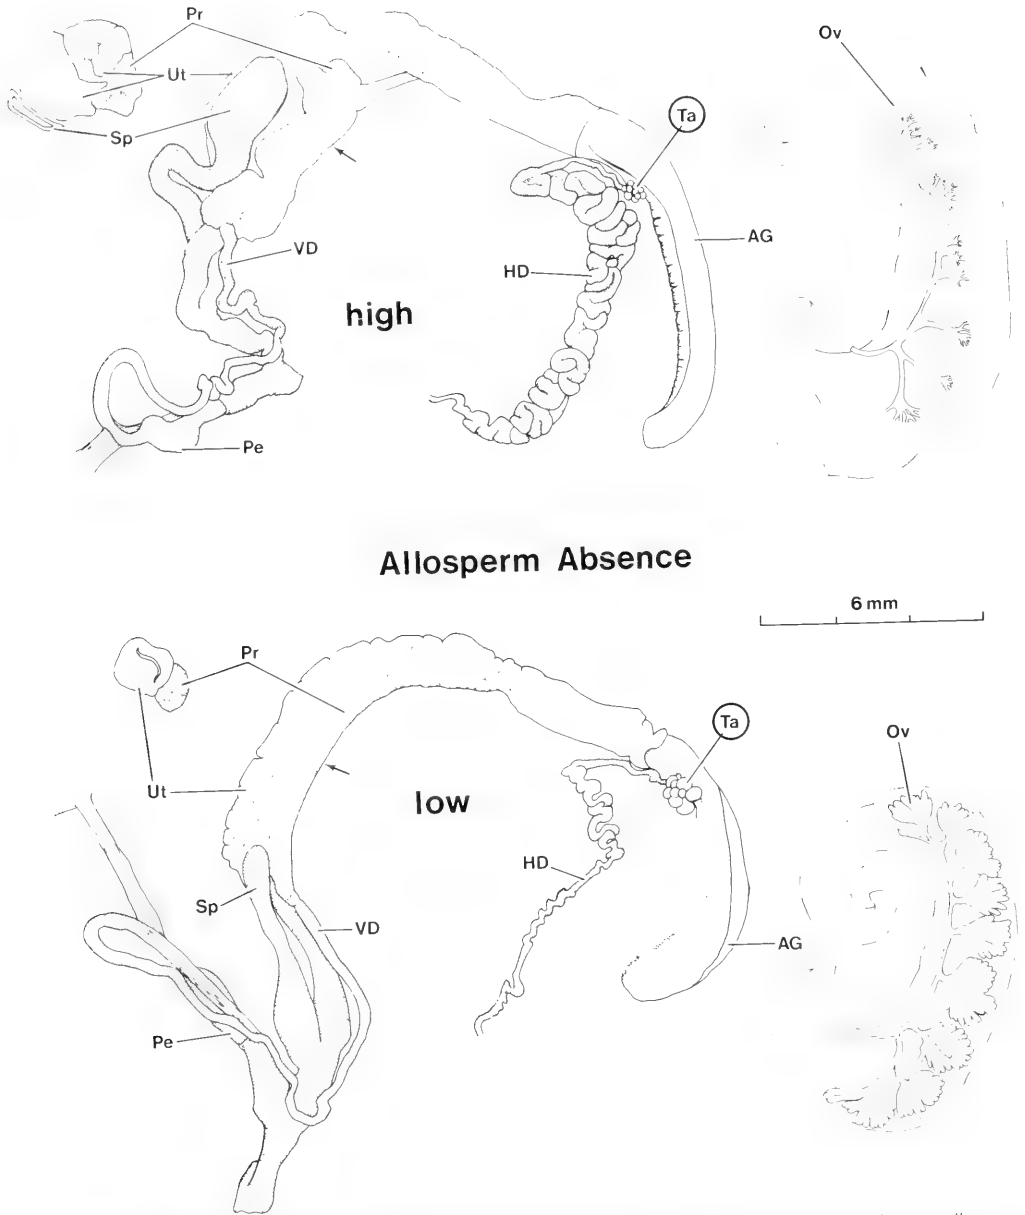 Pr
Ov
Ut
Ta
Sp
AG
VD
HD
high
Pe
Allosperm Absence
6 mm
Pr
Ta
Ov
Ut
low
HD
Sp
VD
AG
Pe